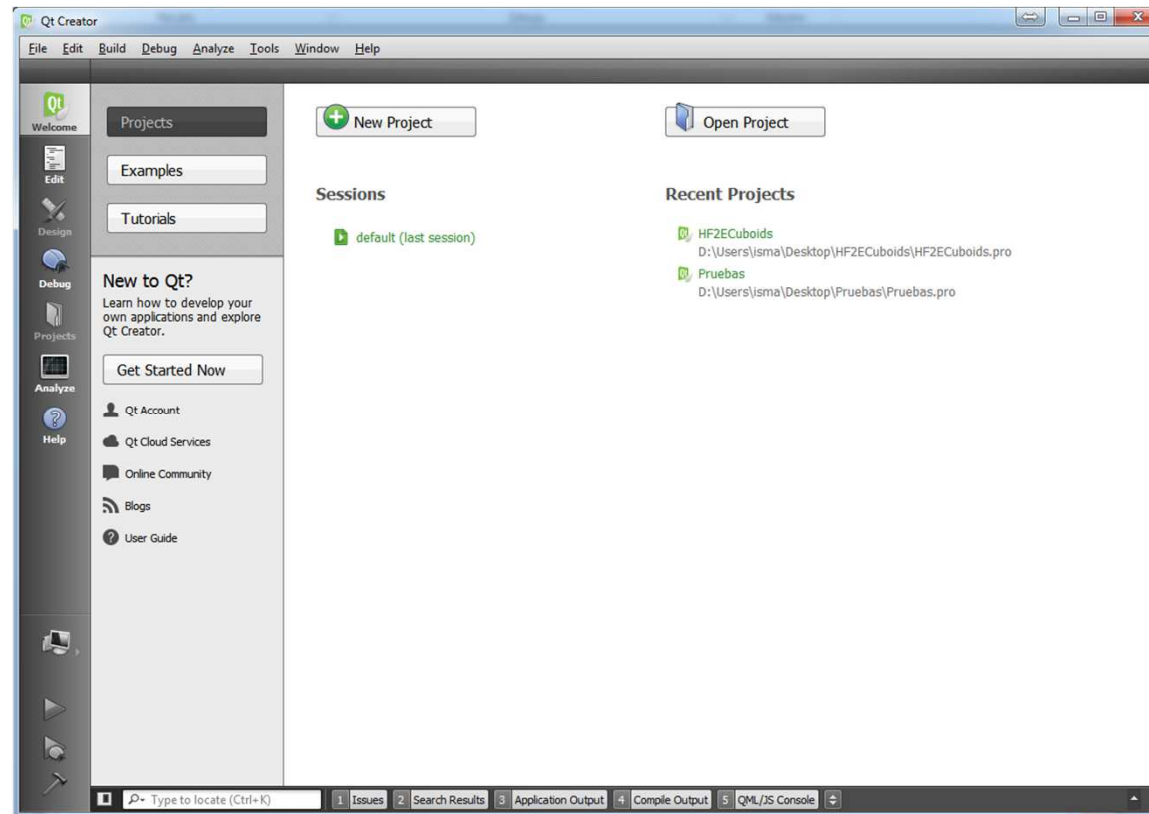 Qt Creator
File Edit Build Debug Analyze Tools Window Help
Qt
Welcome
Edit
Design
Debug
Projects
Analyze
Help
Projects
Examples
Tutorials
New to Qt?
Learn how to develop your
own applications and explore
Qt Creator.
Get Started Now
Qt Account
Qt Cloud Services
Online Community
Blogs
User Guide
New Project
Open Project
Sessions
default (last session)
Recent Projects
HF2ECuboids
D:\Users\isma\Desktop\HF2ECuboids\HF2ECuboids.pro
Pruebas
D:\Users\isma\Desktop\Pruebas\Pruebas.pro
Type to locate (Ctrl+K) 1 Issues 2 Search Results 3 Application Output 4 Compile Output 5 QML/JS Console